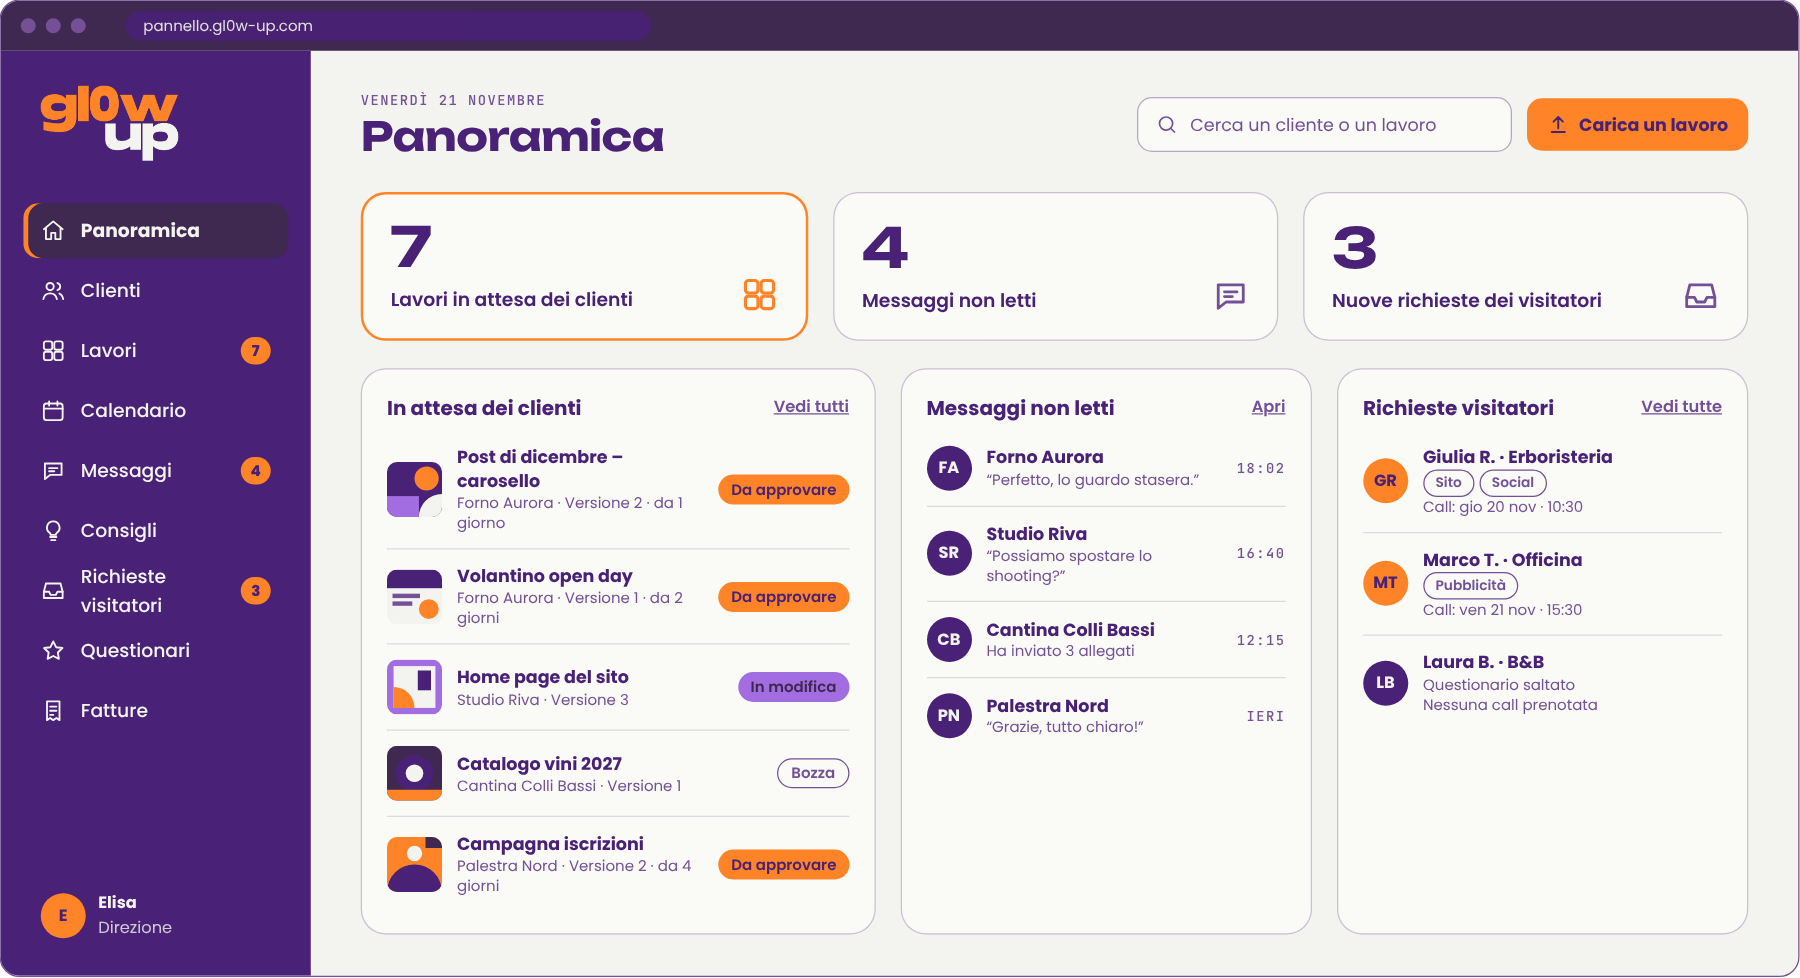 pannello.gl0w-up.com
gl0w
up
Panoramica
Clienti
Lavori 7
Calendario
Messaggi 4
Consigli
Richieste
visitatori 3
Questionari
Fatture
E Elisa
Direzione
VENERDÌ 21 NOVEMBRE
Panoramica
Cerca un cliente o un lavoro
Carica un lavoro
7
Lavori in attesa dei clienti
4
Messaggi non letti
3
Nuove richieste dei visitatori
In attesa dei clienti Vedi tutti
Post di dicembre –
carosello
Forno Aurora · Versione 2 · da 1
giorno
Da approvare
Volantino open day
Forno Aurora · Versione 1 · da 2
giorni
Da approvare
Home page del sito
Studio Riva · Versione 3
In modifica
Catalogo vini 2027
Cantina Colli Bassi · Versione 1
Bozza
Campagna iscrizioni
Palestra Nord · Versione 2 · da 4
giorni
Da approvare
Messaggi non letti Apri
FA Forno Aurora
“Perfetto, lo guardo stasera.”
18:02
SR Studio Riva
“Possiamo spostare lo
shooting?”
16:40
CB Cantina Colli Bassi
Ha inviato 3 allegati
12:15
PN Palestra Nord
“Grazie, tutto chiaro!”
IERI
Richieste visitatori Vedi tutte
GR Giulia R. · Erboristeria
Sito Social
Call: gio 20 nov · 10:30
MT Marco T. · Officina
Pubblicità
Call: ven 21 nov · 15:30
LB Laura B. · B&B
Questionario saltato
Nessuna call prenotata